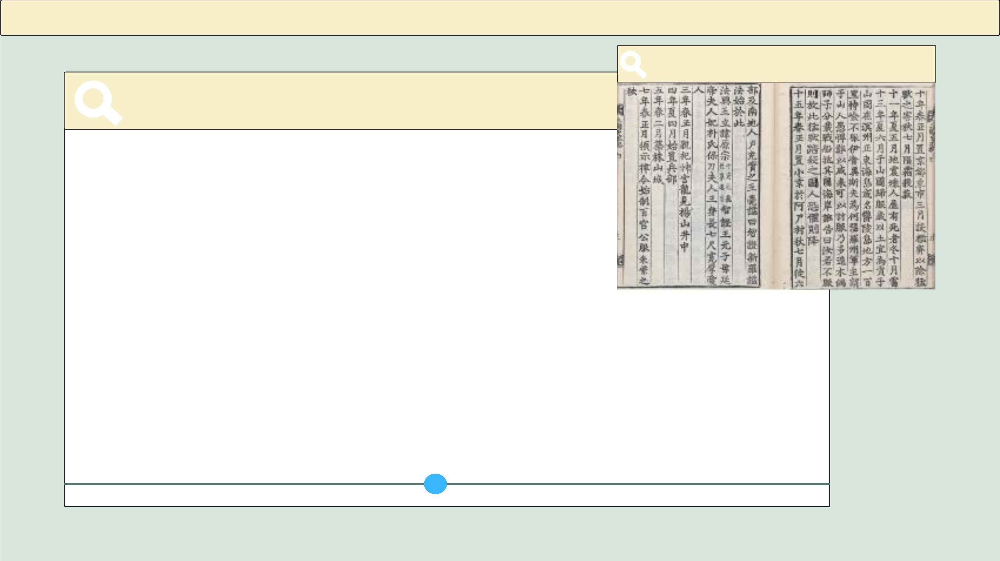 十年春正月置京都東市三月設檻穽以除猛
獸之害秋七月隕霜殺菽
十一年夏五月地震壞人屋有死者冬十月雷
十三年夏六月于山國歸服歲以土宜爲貢于
山國在溟州正東海島或名鬱陵島地方一百
里恃嶮不服伊湌異斯夫爲何瑟羅州軍主謂
于山人愚悍難以威來可以計服乃多造木偶
師子分載戰船抵其國海岸誑告曰汝若不服
則放此猛獸踏殺之國人恐懼則降
十五年春正月置小京於阿尸村秋七月徙六
部及南地人戶充實之王薨諡曰智證新羅諡
法始於此
法興王立諱原宗智證王元子母延
帝夫人妃朴氏保刀夫人王身長七尺寬厚愛
人
三年春正月親祀神宮龍見楊山井中
四年夏四月始置兵部
五年春二月築株山城
七年春正月頒示律令始制百官公服朱紫之
秩